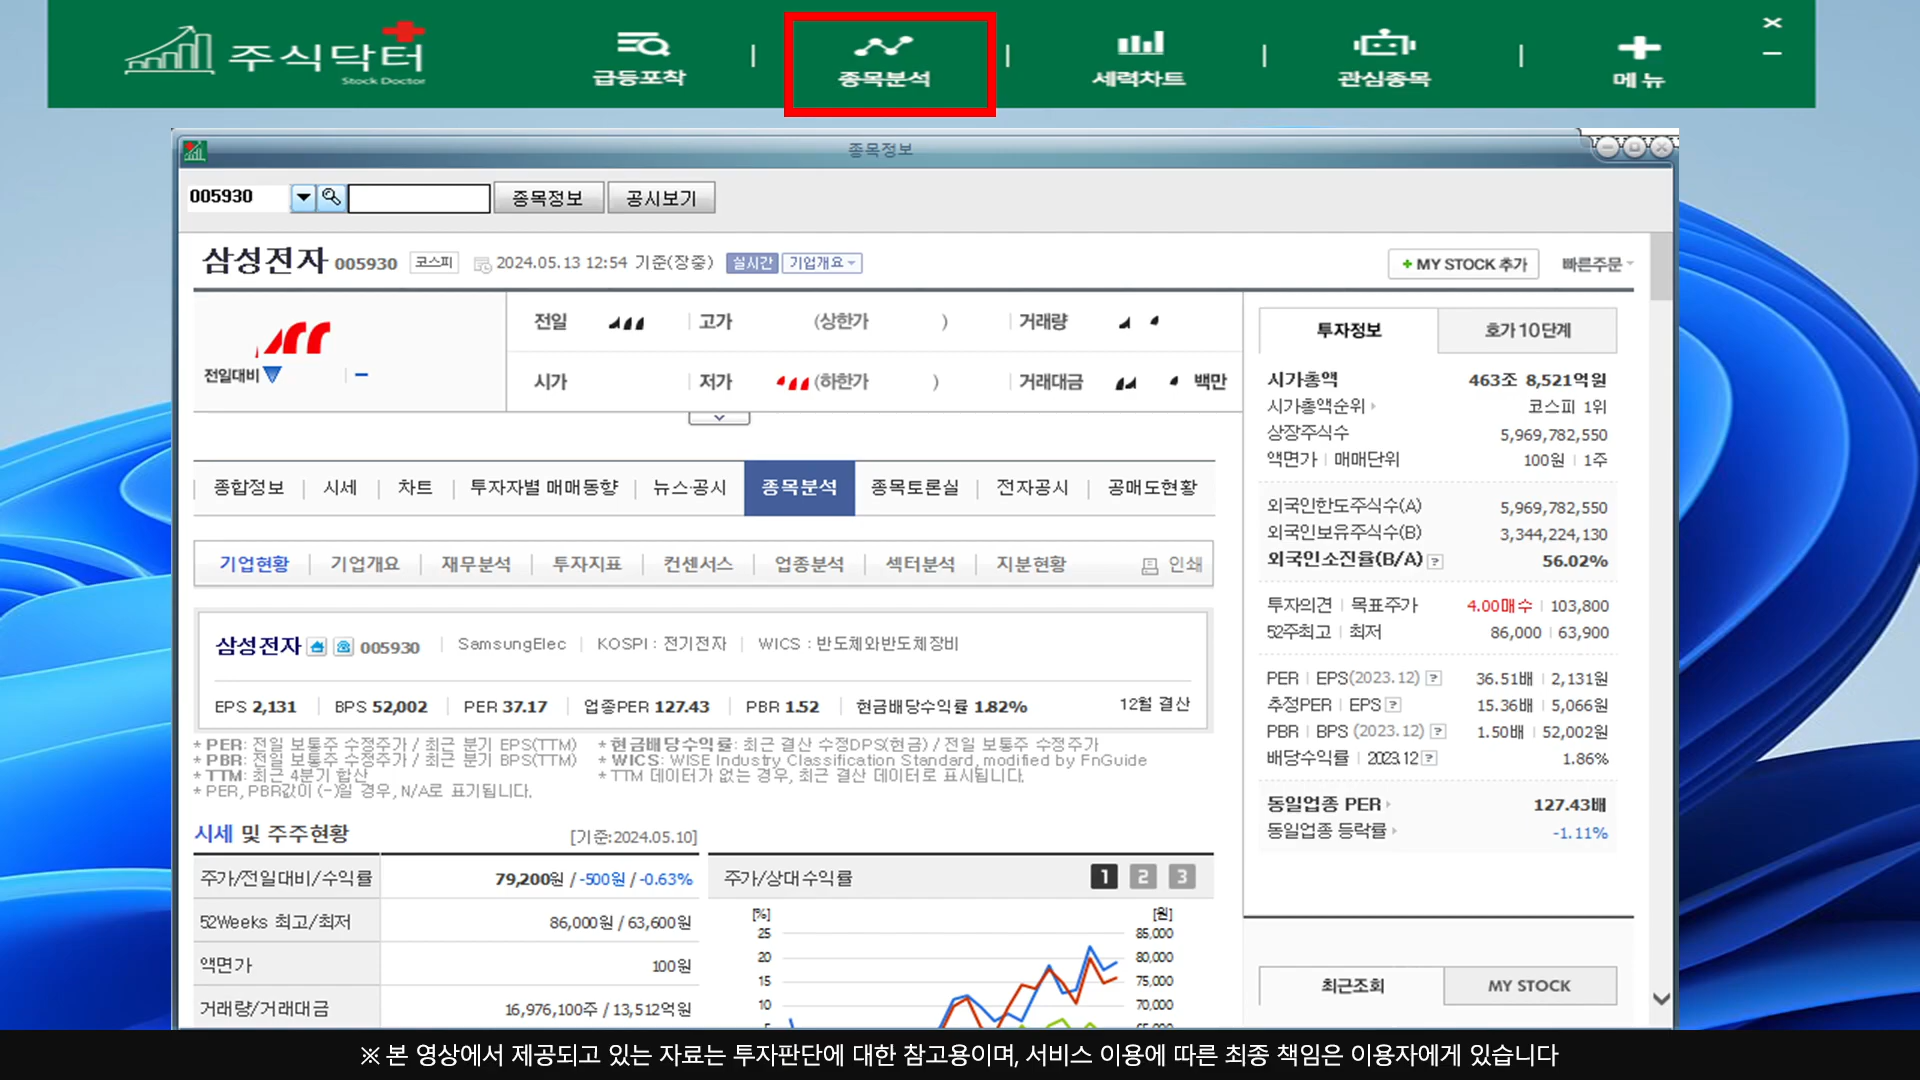 주식닥터
Stock Doctor
급등포착 | 종목분석 | 세력차트 | 관심종목 | 메뉴
종목정보
005930 종목정보 공시보기
삼성전자 005930 코스피 2024.05.13 12:54 기준(장중) 실시간 기업개요
+ MY STOCK 추가 빠른주문
전일대비
전일 고가 (상한가 ) 거래량
시가 저가 (하한가 ) 거래대금 백만
종합정보 시세 차트 투자자별 매매동향 뉴스·공시 종목분석 종목토론실 전자공시 공매도현황
기업현황 기업개요 재무분석 투자지표 컨센서스 업종분석 섹터분석 지분현황 인쇄
삼성전자 005930 SamsungElec KOSPI : 전기전자 WICS : 반도체와반도체장비
EPS 2,131 BPS 52,002 PER 37.17 업종PER 127.43 PBR 1.52 현금배당수익률 1.82% 12월 결산
* PER: 전일 보통주 수정주가 / 최근 분기 EPS(TTM) * 현금배당수익률: 최근 결산 수정DPS(현금) / 전일 보통주 수정주가
* PBR: 전일 보통주 수정주가 / 최근 분기 BPS(TTM) * WICS: WISE Industry Classification Standard, modified by FnGuide
* TTM: 최근 4분기 합산 * TTM 데이터가 없는 경우, 최근 결산 데이터로 표시됩니다.
* PER, PBR값이 (-)일 경우, N/A로 표기됩니다.
시세 및 주주현황 [기준:2024.05.10]
주가/전일대비/수익률 79,200원 / -500원 / -0.63%
52Weeks 최고/최저 86,000원 / 63,600원
액면가 100원
거래량/거래대금 16,976,100주 / 13,512억원
주가/상대수익률 1 2 3
[%] [원]
25 85,000
20 80,000
15 75,000
10 70,000
5 65,000
투자정보 호가 10단계
시가총액 463조 8,521억원
시가총액순위 코스피 1위
상장주식수 5,969,782,550
액면가 | 매매단위 100원 | 1주
외국인한도주식수(A) 5,969,782,550
외국인보유주식수(B) 3,344,224,130
외국인소진율(B/A) ? 56.02%
투자의견 | 목표주가 4.00매수 | 103,800
52주최고 | 최저 86,000 | 63,900
PER | EPS(2023.12) ? 36.51배 | 2,131원
추정PER | EPS ? 15.36배 | 5,066원
PBR | BPS (2023.12) ? 1.50배 | 52,002원
배당수익률 | 2023.12 ? 1.86%
동일업종 PER 127.43배
동일업종 등락률 -1.11%
최근조회 MY STOCK
※ 본 영상에서 제공되고 있는 자료는 투자판단에 대한 참고용이며, 서비스 이용에 따른 최종 책임은 이용자에게 있습니다